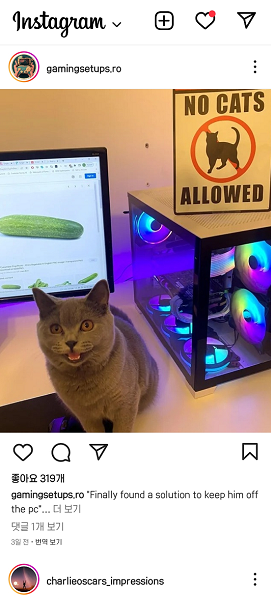 Instagram
gamingsetups.ro
NO CATS
ALLOWED
좋아요 319개
gamingsetups.ro "Finally found a solution to keep him off
the pc"... 더 보기
댓글 1개 보기
3일 전 • 번역 보기
charlieoscars_impressions